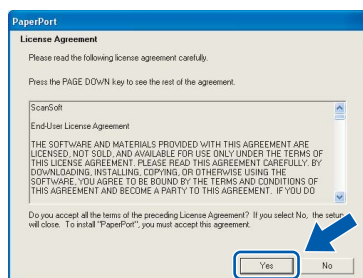 PaperPort
License Agreement
Please read the following license agreement carefully.
Press the PAGE DOWN key to see the rest of the agreement.
ScanSoft
End-User License Agreement
THE SOFTWARE AND MATERIALS PROVIDED WITH THIS AGREEMENT ARE
LICENSED, NOT SOLD, AND AVAILABLE FOR USE ONLY UNDER THE TERMS OF
THIS LICENSE AGREEMENT. PLEASE READ THIS AGREEMENT CAREFULLY. BY
DOWNLOADING, INSTALLING, COPYING, OR OTHERWISE USING THE
SOFTWARE, YOU AGREE TO BE BOUND BY THE TERMS AND CONDITIONS OF
THIS AGREEMENT AND BECOME A PARTY TO THIS AGREEMENT. IF YOU DO
Do you accept all the terms of the preceding License Agreement? If you select No, the setup
will close. To install "PaperPort", you must accept this agreement.
Yes
No